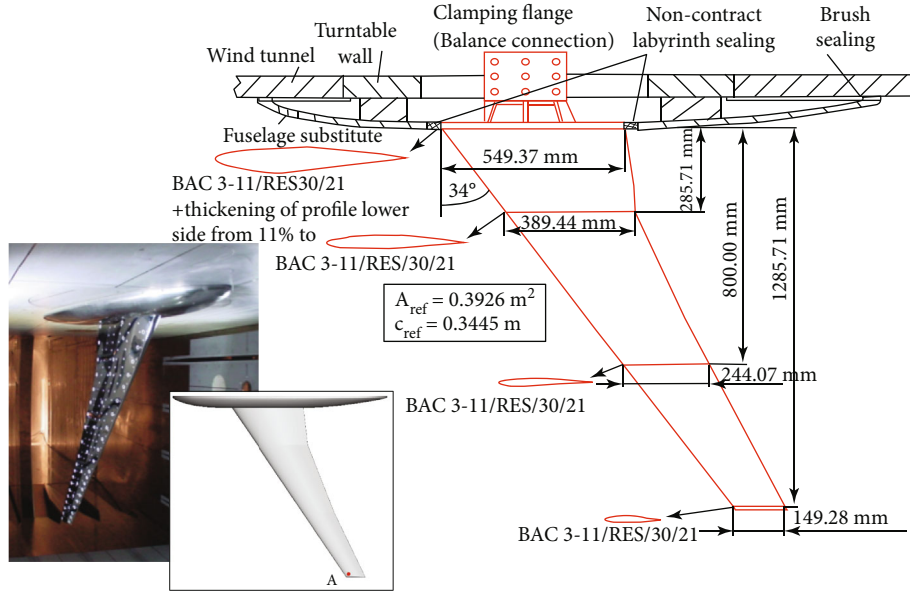 Clamping flange
(Balance connection)
Non-contract
labyrinth sealing
Brush
sealing
Turntable
wall
Wind tunnel
Fuselage substitute
549.37 mm
285.71 mm
BAC 3-11/RES30/21
+thickening of profile lower
side from 11% to
34°
389.44 mm
BAC 3-11/RES/30/21
800.00 mm
1285.71 mm
A_ref = 0.3926 m²
c_ref = 0.3445 m
244.07 mm
BAC 3-11/RES/30/21
149.28 mm
BAC 3-11/RES/30/21
A